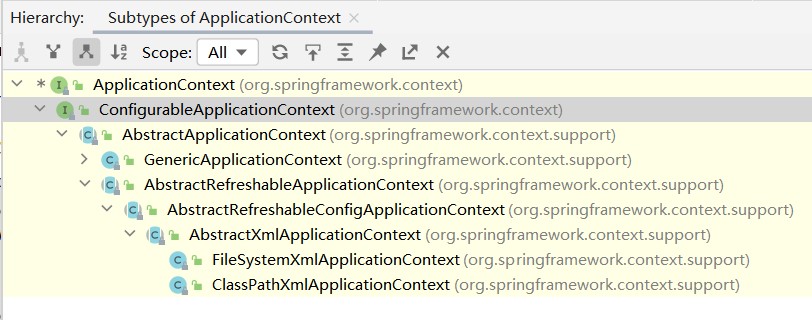 Hierarchy: Subtypes of ApplicationContext
Scope: All
ApplicationContext (org.springframework.context)
ConfigurableApplicationContext (org.springframework.context)
AbstractApplicationContext (org.springframework.context.support)
GenericApplicationContext (org.springframework.context.support)
AbstractRefreshableApplicationContext (org.springframework.context.support)
AbstractRefreshableConfigApplicationContext (org.springframework.context.support)
AbstractXmlApplicationContext (org.springframework.context.support)
FileSystemXmlApplicationContext (org.springframework.context.support)
ClassPathXmlApplicationContext (org.springframework.context.support)